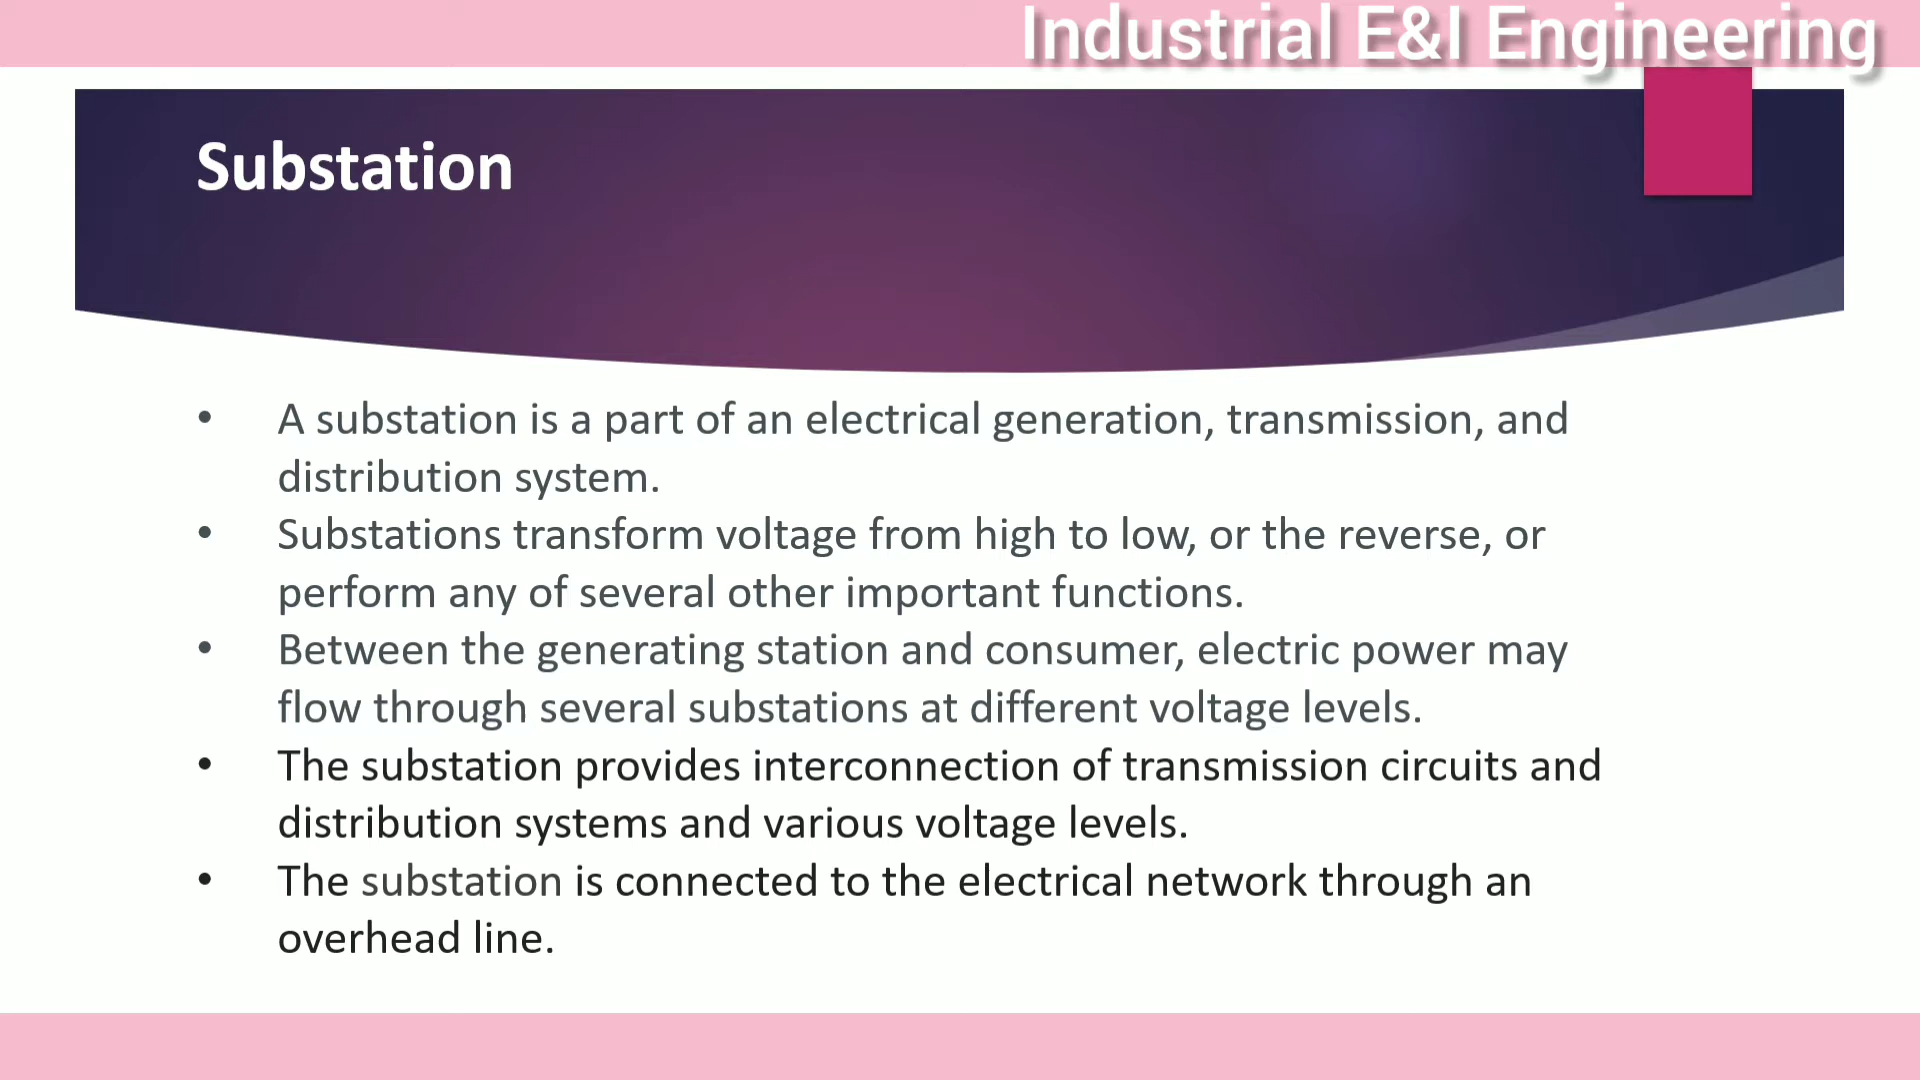 Industrial E&I Engineering
Substation
• A substation is a part of an electrical generation, transmission, and
distribution system.
• Substations transform voltage from high to low, or the reverse, or
perform any of several other important functions.
• Between the generating station and consumer, electric power may
flow through several substations at different voltage levels.
• The substation provides interconnection of transmission circuits and
distribution systems and various voltage levels.
• The substation is connected to the electrical network through an
overhead line.